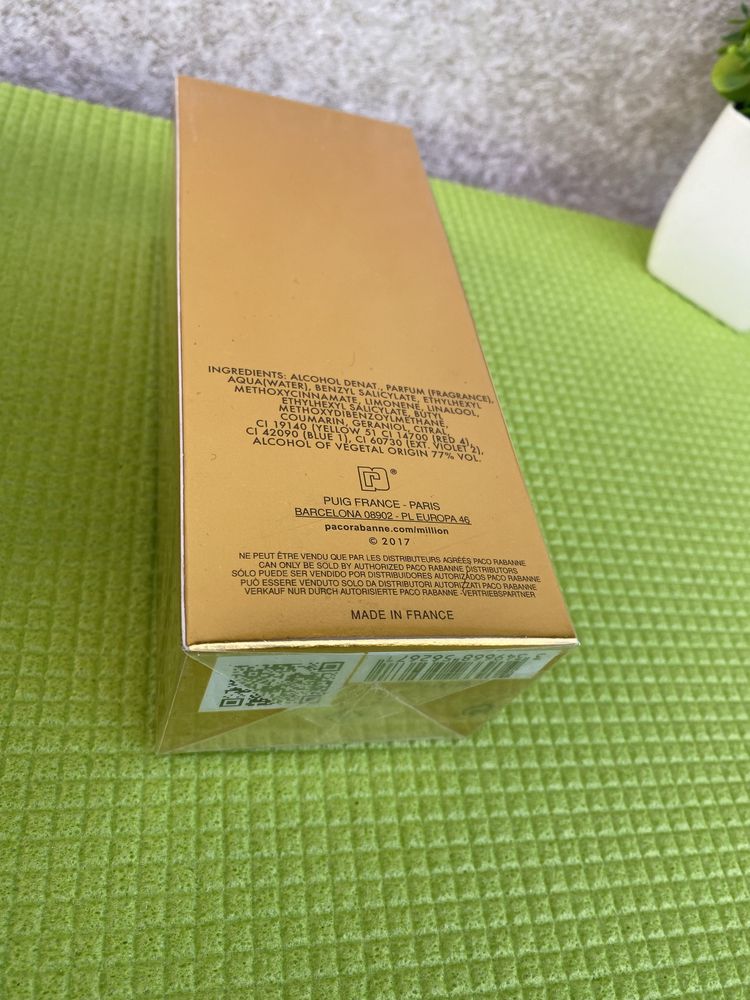 INGREDIENTS: ALCOHOL DENAT., PARFUM (FRAGRANCE),
AQUA(WATER), BENZYL SALICYLATE, ETHYLHEXYL
METHOXYCINNAMATE, LIMONENE, LINALOOL,
ETHYLHEXYL SALICYLATE, BUTYL
METHOXYDIBENZOYLMETHANE,
COUMARIN, GERANIOL, CITRAL,
CI 19140 (YELLOW 5), CI 14700 (RED 4),
CI 42090 (BLUE 1), CI 60730 (EXT. VIOLET 2),
ALCOHOL OF VEGETAL ORIGIN 77% VOL.
®
PUIG FRANCE - PARIS
BARCELONA 08902 - PL EUROPA 46
pacorabanne.com/million
© 2017
NE PEUT ÊTRE VENDU QUE PAR LES DISTRIBUTEURS AGRÉÉS PACO RABANNE
CAN ONLY BE SOLD BY AUTHORIZED PACO RABANNE DISTRIBUTORS
SÓLO PUEDE SER VENDIDO POR DISTRIBUIDORES AUTORIZADOS PACO RABANNE
PUÒ ESSERE VENDUTO SOLO DA DISTRIBUTORI AUTORIZZATI PACO RABANNE
VERKAUF NUR DURCH AUTORISIERTE PACO RABANNE -VERTRIEBSPARTNER
MADE IN FRANCE